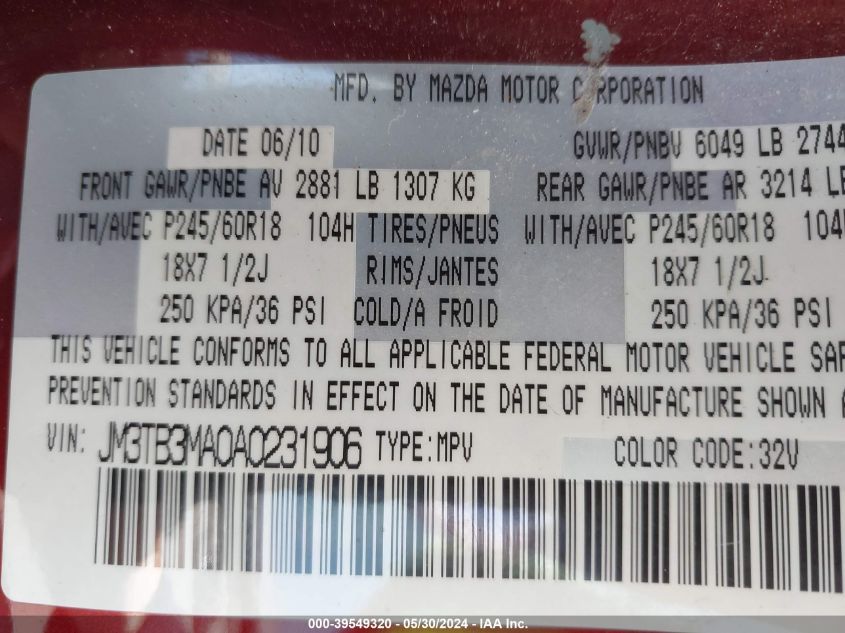 MFD. BY MAZDA MOTOR CORPORATION
DATE 06/10 GVWR/PNBV 6049 LB 2744
FRONT GAWR/PNBE AV 2881 LB 1307 KG REAR GAWR/PNBE AR 3214 LB
WITH/AVEC P245/60R18 104H TIRES/PNEUS WITH/AVEC P245/60R18 104H
18X7 1/2J RIMS/JANTES 18X7 1/2J
250 KPA/36 PSI COLD/A FROID 250 KPA/36 PSI
THIS VEHICLE CONFORMS TO ALL APPLICABLE FEDERAL MOTOR VEHICLE SAF
PREVENTION STANDARDS IN EFFECT ON THE DATE OF MANUFACTURE SHOWN A
VIN: JM3TB3MA0A0231906 TYPE:MPV COLOR CODE:32V
000-39549320 - 05/30/2024 - IAA Inc.